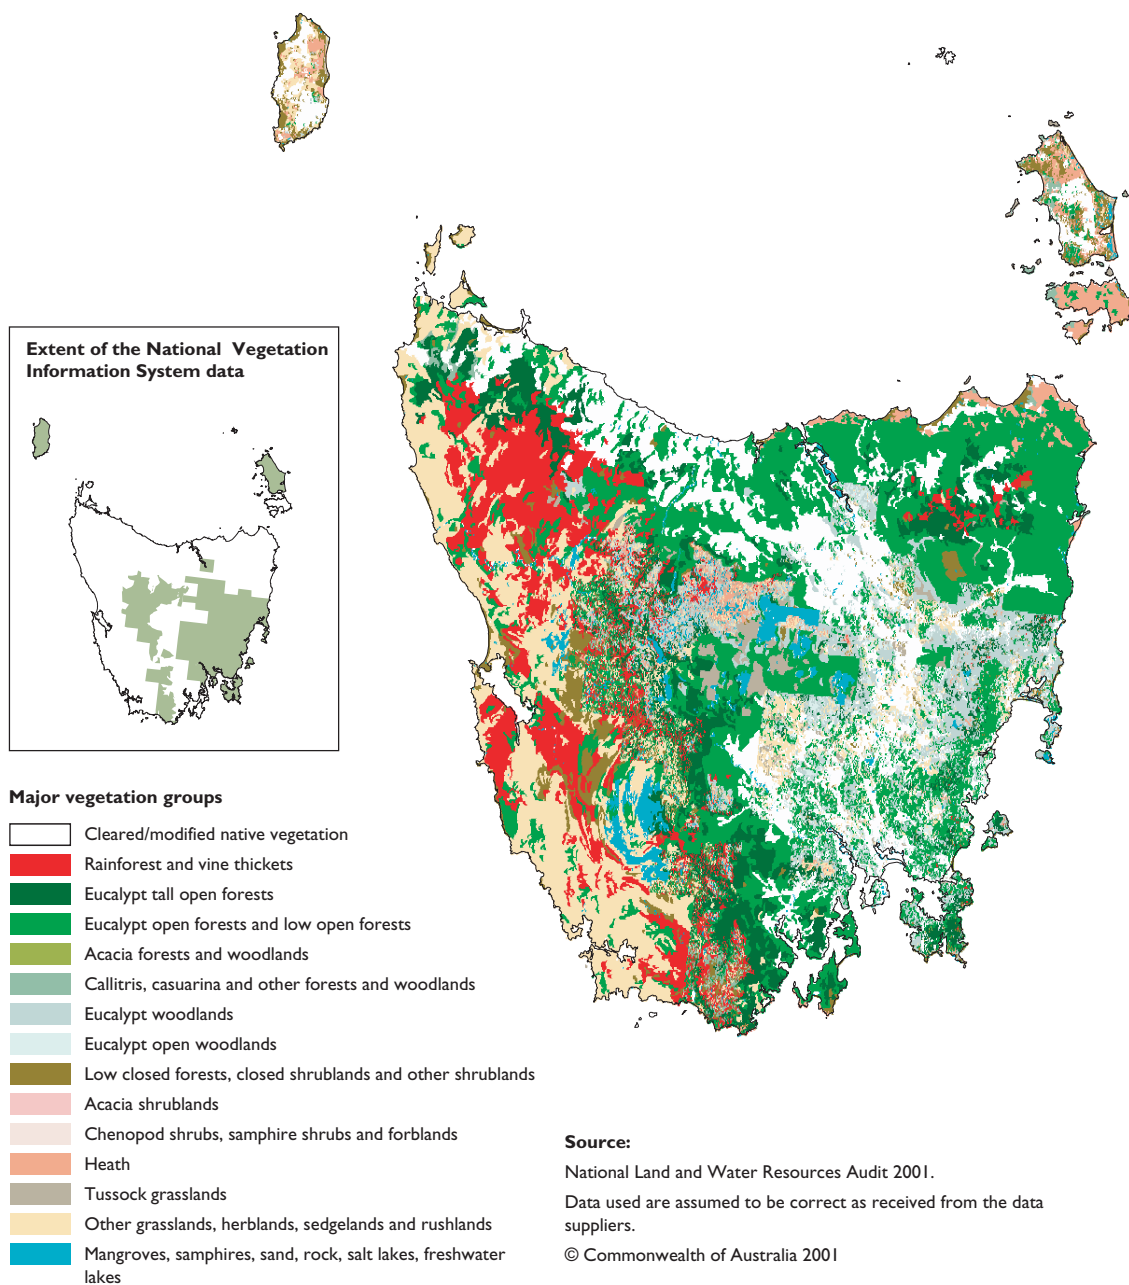 Extent of the National Vegetation
Information System data
Major vegetation groups
Cleared/modified native vegetation
Rainforest and vine thickets
Eucalypt tall open forests
Eucalypt open forests and low open forests
Acacia forests and woodlands
Callitris, casuarina and other forests and woodlands
Eucalypt woodlands
Eucalypt open woodlands
Low closed forests, closed shrublands and other shrublands
Acacia shrublands
Chenopod shrubs, samphire shrubs and forblands
Heath
Tussock grasslands
Other grasslands, herblands, sedgelands and rushlands
Mangroves, samphires, sand, rock, salt lakes, freshwater
lakes
Source:
National Land and Water Resources Audit 2001.
Data used are assumed to be correct as received from the data
suppliers.
© Commonwealth of Australia 2001